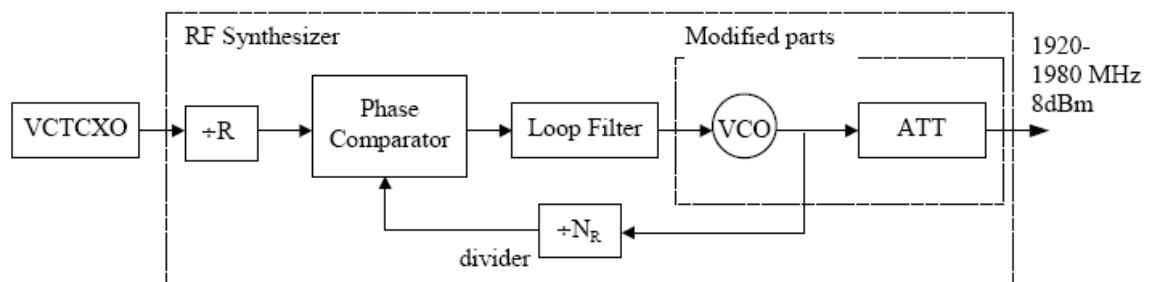 RF Synthesizer
Modified parts
1920-
1980 MHz
8dBm
VCTCXO
÷R
Phase
Comparator
Loop Filter
VCO
ATT
÷N_R
divider